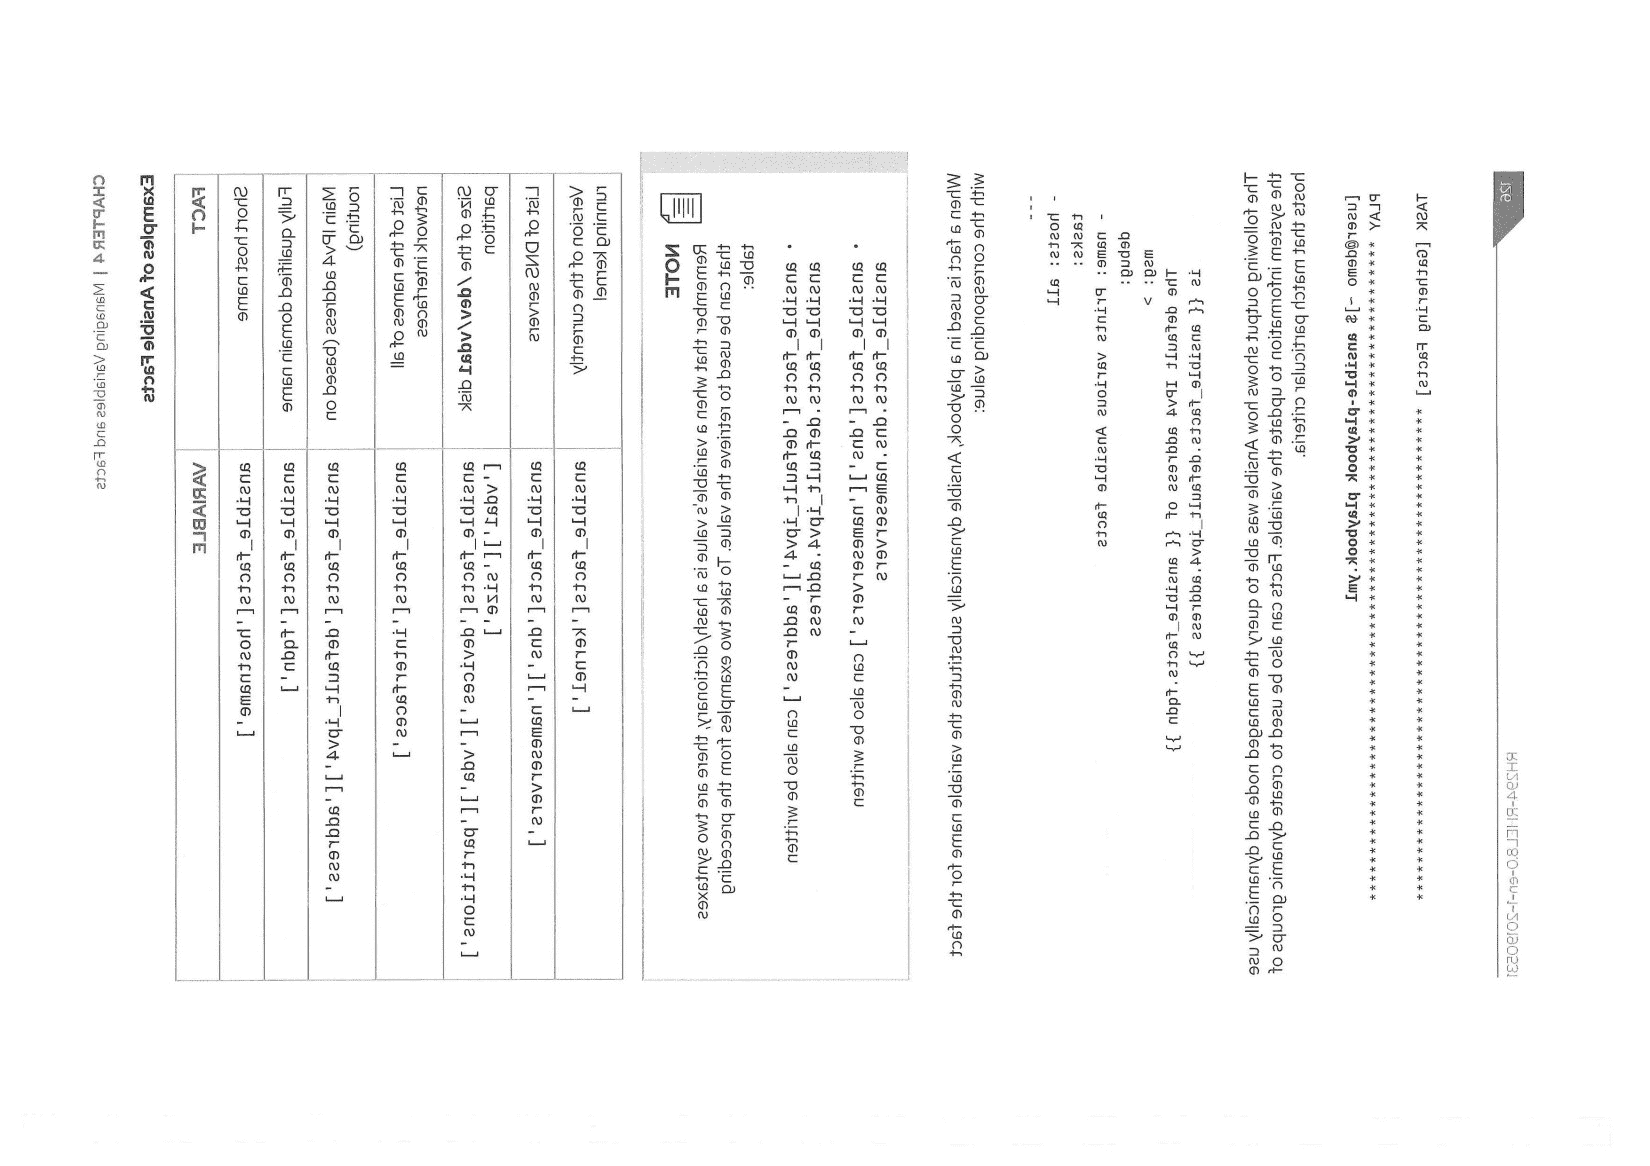 CHAPTER 4 | Managing Variables and Facts
Examples of Ansible Facts
FACT VARIABLE
Short host name ansible_facts['hostname']
Fully qualified domain name ansible_facts['fqdn']
Main IPv4 address (based on ansible_facts['default_ipv4']['address']
routing)
List of the names of all ansible_facts['interfaces']
network interfaces
Size of the /dev/vda1 disk ansible_facts['devices']['vda']['partitions']
partition ['vda1']['size']
List of DNS servers ansible_facts['dns']['nameservers']
Version of the currently ansible_facts['kernel']
running kernel
NOTE
Remember that when a variable's value is a hash/dictionary, there are two syntaxes
that can be used to retrieve the value. To take two examples from the preceding
table:
• ansible_facts['default_ipv4']['address'] can also be written
ansible_facts.default_ipv4.address
• ansible_facts['dns']['nameservers'] can also be written
ansible_facts.dns.nameservers
When a fact is used in a playbook, Ansible dynamically substitutes the variable name for the fact
with the corresponding value:
---
- hosts: all
tasks:
- name: Prints various Ansible facts
debug:
msg: >
The default IPv4 address of {{ ansible_facts.fqdn }}
is {{ ansible_facts.default_ipv4.address }}
The following output shows how Ansible was able to query the managed node and dynamically use
the system information to update the variable. Facts can also be used to create dynamic groups of
hosts that match particular criteria.
[user@demo ~]$ ansible-playbook playbook.yml
PLAY ***********************************************************************
TASK [Gathering Facts] *****************************************************
126 RH294-RHEL8.0-en-1-20190531